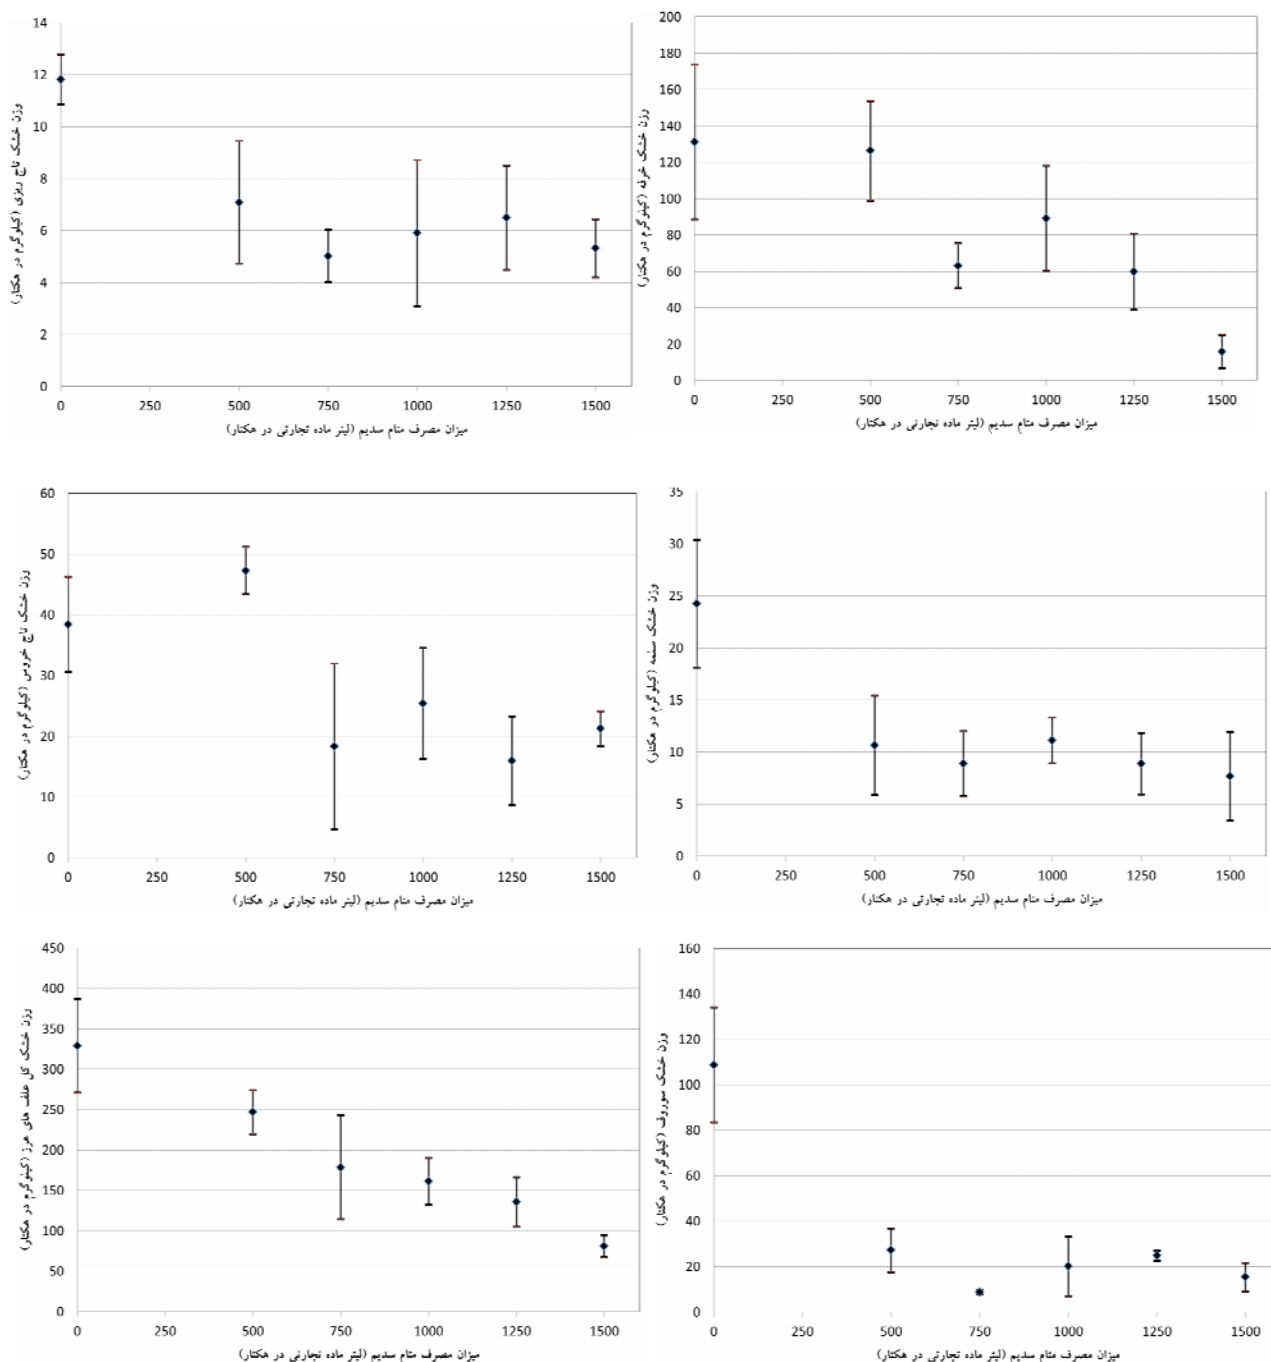 14
12
10
8
6
4
2
0
وزن خشک تاج ریزی (کیلوگرم در هکتار)
0 250 500 750 1000 1250 1500
میزان مصرف متام سدیم (لیتر ماده تجارتی در هکتار)
200
180
160
140
120
100
80
60
40
20
0
وزن خشک خرفه (کیلوگرم در هکتار)
0 250 500 750 1000 1250 1500
میزان مصرف متام سدیم (لیتر ماده تجارتی در هکتار)
60
50
40
30
20
10
0
وزن خشک تاج خروس (کیلوگرم در هکتار)
0 250 500 750 1000 1250 1500
میزان مصرف متام سدیم (لیتر ماده تجارتی در هکتار)
35
30
25
20
15
10
5
0
وزن خشک سلمه (کیلوگرم در هکتار)
0 250 500 750 1000 1250 1500
میزان مصرف متام سدیم (لیتر ماده تجارتی در هکتار)
450
400
350
300
250
200
150
100
50
0
وزن خشک کل علف های هرز (کیلوگرم در هکتار)
0 250 500 750 1000 1250 1500
میزان مصرف متام سدیم (لیتر ماده تجارتی در هکتار)
160
140
120
100
80
60
40
20
0
وزن خشک سوروف (کیلوگرم در هکتار)
0 250 500 750 1000 1250 1500
میزان مصرف متام سدیم (لیتر ماده تجارتی در هکتار)